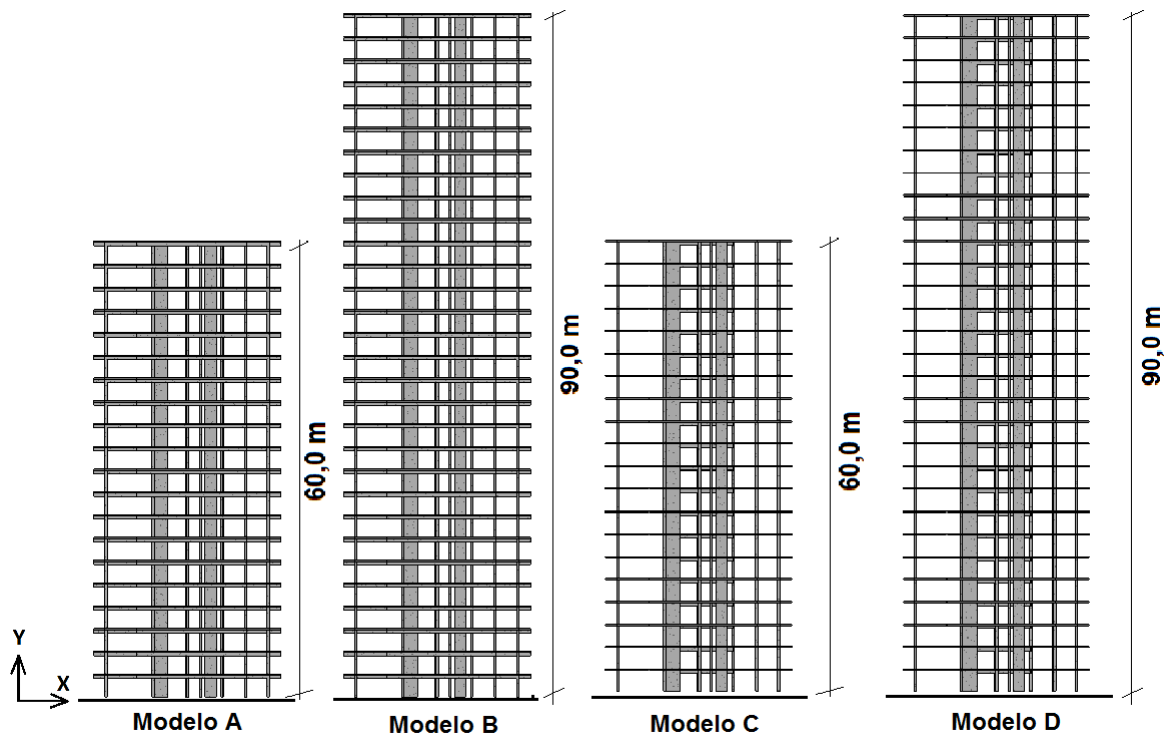 60,0 m
90,0 m
60,0 m
90,0 m
Y
X
Modelo A
Modelo B
Modelo C
Modelo D